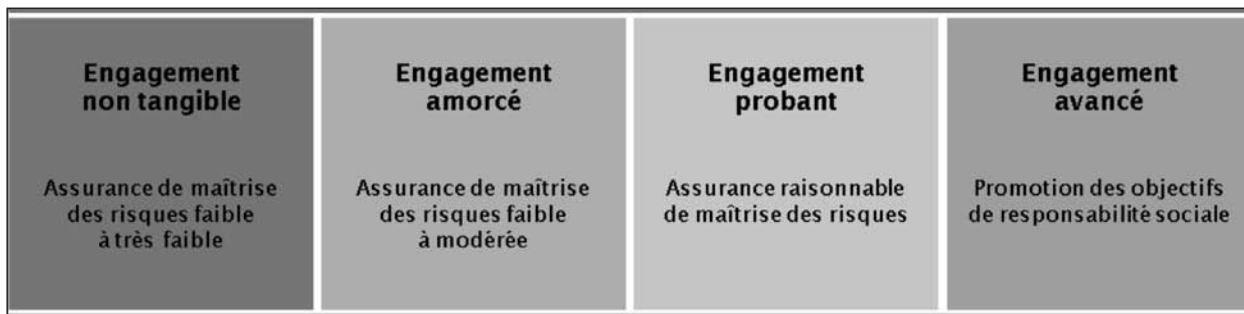 Engagement
non tangible
Assurance de maîtrise
des risques faible
à très faible
Engagement
amorcé
Assurance de maîtrise
des risques faible
à modérée
Engagement
probant
Assurance raisonnable
de maîtrise des risques
Engagement
avancé
Promotion des objectifs
de responsabilité sociale